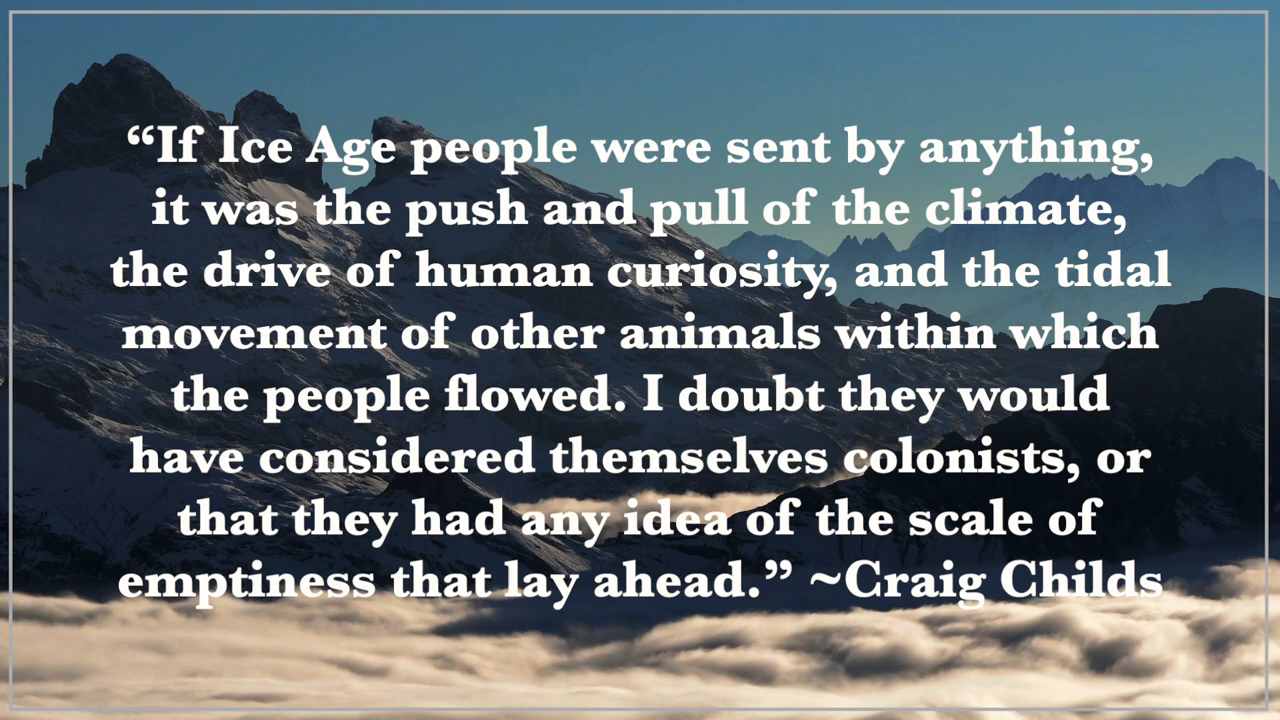 “If Ice Age people were sent by anything,
it was the push and pull of the climate,
the drive of human curiosity, and the tidal
movement of other animals within which
the people flowed. I doubt they would
have considered themselves colonists, or
that they had any idea of the scale of
emptiness that lay ahead.” ~Craig Childs